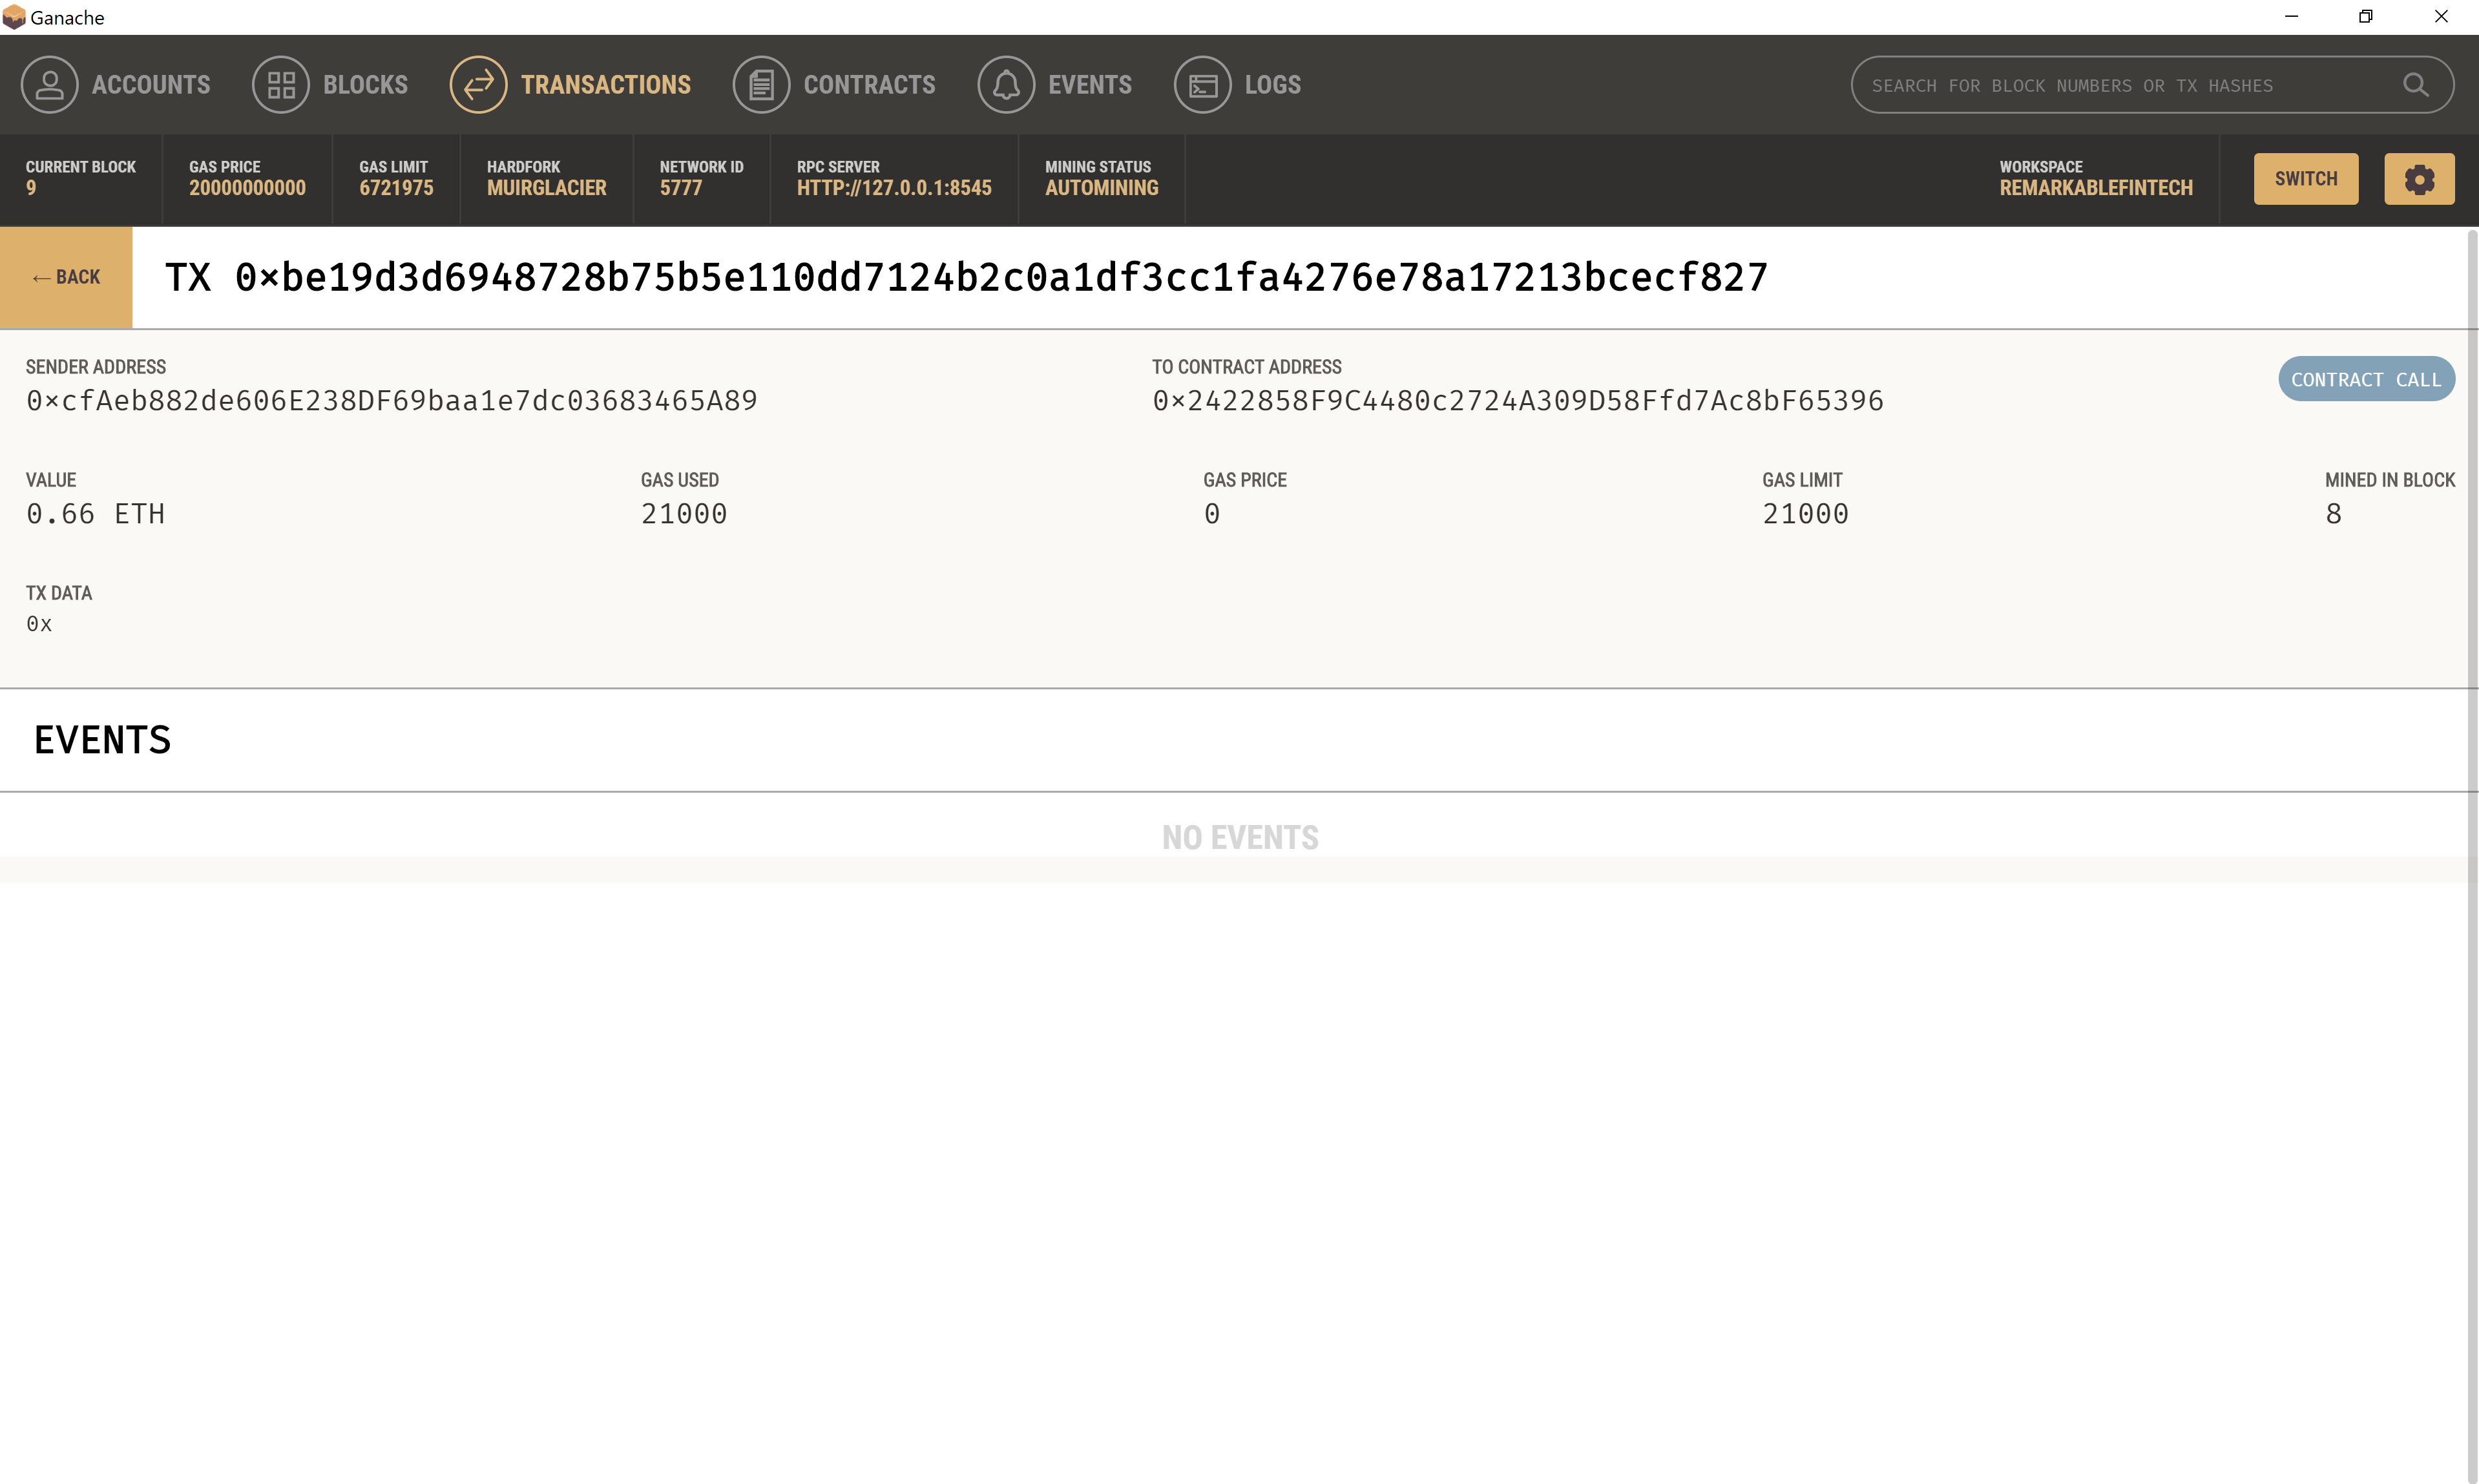 Ganache
ACCOUNTS BLOCKS TRANSACTIONS CONTRACTS EVENTS LOGS SEARCH FOR BLOCK NUMBERS OR TX HASHES
CURRENT BLOCK GAS PRICE GAS LIMIT HARDFORK NETWORK ID RPC SERVER MINING STATUS WORKSPACE
9 20000000000 6721975 MUIRGLACIER 5777 HTTP://127.0.0.1:8545 AUTOMINING REMARKABLEFINTECH SWITCH
← BACK TX 0×be19d3d6948728b75b5e110dd7124b2c0a1df3cc1fa4276e78a17213bcecf827
SENDER ADDRESS TO CONTRACT ADDRESS
0×cfAeb882de606E238DF69baa1e7dc03683465A89 0×2422858F9C4480c2724A309D58Ffd7Ac8bF65396 CONTRACT CALL
VALUE GAS USED GAS PRICE GAS LIMIT MINED IN BLOCK
0.66 ETH 21000 0 21000 8
TX DATA
0x
EVENTS
NO EVENTS